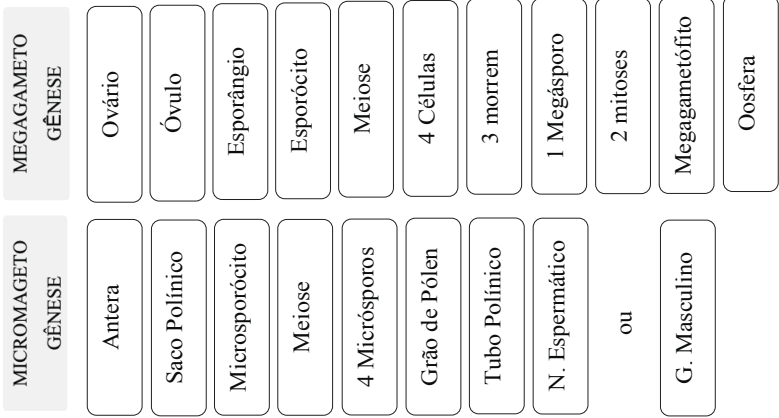 MEGAGAMETO
GÊNESE
Ovário
Óvulo
Esporângio
Esporócito
Meiose
4 Células
3 morrem
1 Megásporo
2 mitoses
Megagametófito
Oosfera
MICROMAGETO
GÊNESE
Antera
Saco Polínico
Microsporócito
Meiose
4 Micrósporos
Grão de Pólen
Tubo Polínico
N. Espermático
ou
G. Masculino